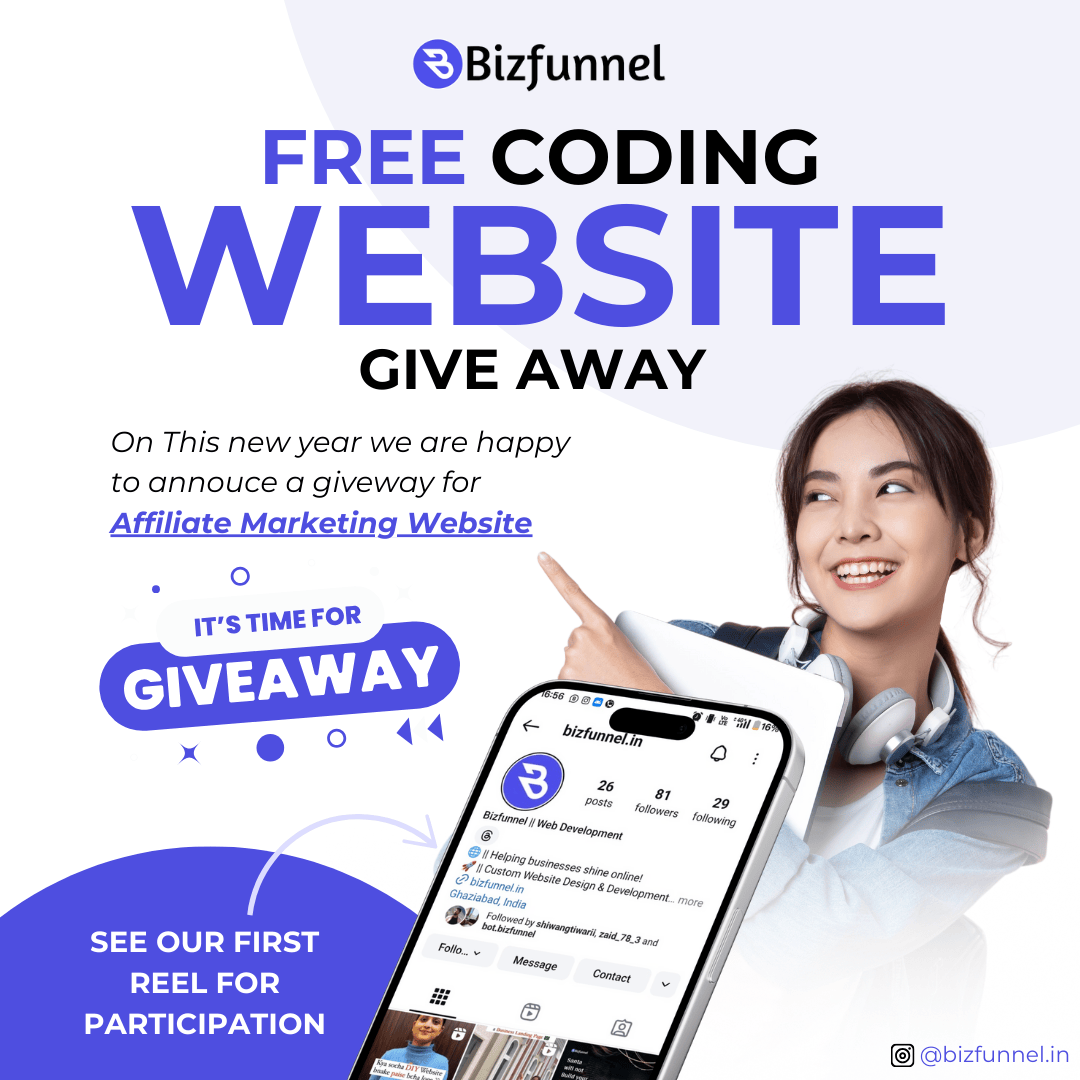 Bizfunnel
FREE CODING
WEBSITE
GIVE AWAY
On This new year we are happy
to annouce a giveway for
Affiliate Marketing Website
IT'S TIME FOR
GIVEAWAY
16:56
16%
bizfunnel.in
26 81 29
posts followers following
Bizfunnel || Web Development
|| Helping businesses shine online!
|| Custom Website Design & Development... more
bizfunnel.in
Ghaziabad, India
Followed by shiwangtiwarii, zaid_78_3 and
bot.bizfunnel
Follo... Message Contact
Kya socha DIY Website
Business Landing Page
Santa
will not
Build your
SEE OUR FIRST
REEL FOR
PARTICIPATION
@bizfunnel.in